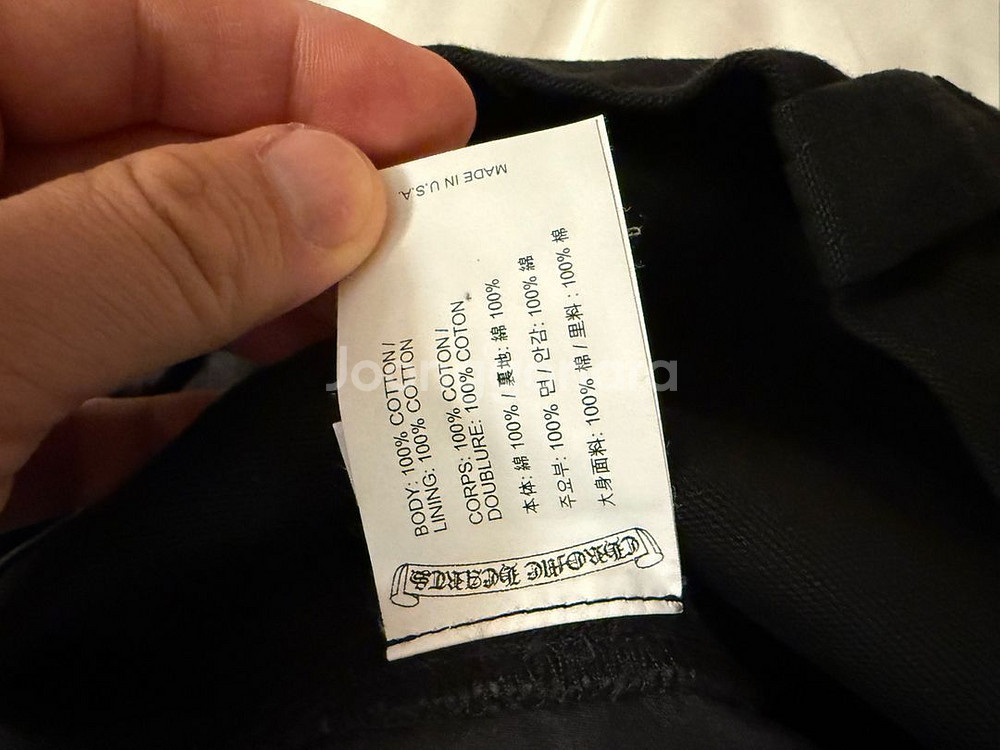 MADE IN U.S.A.
BODY: 100% COTTON /
LINING: 100% COTTON
CORPS: 100% COTON /
DOUBLURE: 100% COTON
本体: 綿 100% / 裏地: 綿 100%
주요부: 100% 면 / 안감: 100% 綿
大身面料: 100% 棉 / 里料 : 100% 棉
CHROME HEARTS